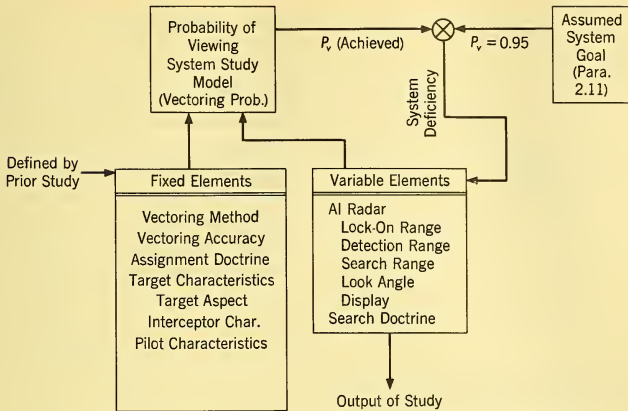 Probability of
Viewing
System Study
Model
(Vectoring Prob.)
Pᵥ (Achieved)
Pᵥ = 0.95
Assumed
System
Goal
(Para.
2.11)
System
Deficiency
Defined by
Prior Study
Fixed Elements
Vectoring Method
Vectoring Accuracy
Assignment Doctrine
Target Characteristics
Target Aspect
Interceptor Char.
Pilot Characteristics
Variable Elements
AI Radar
Lock-On Range
Detection Range
Search Range
Look Angle
Display
Search Doctrine
Output of Study